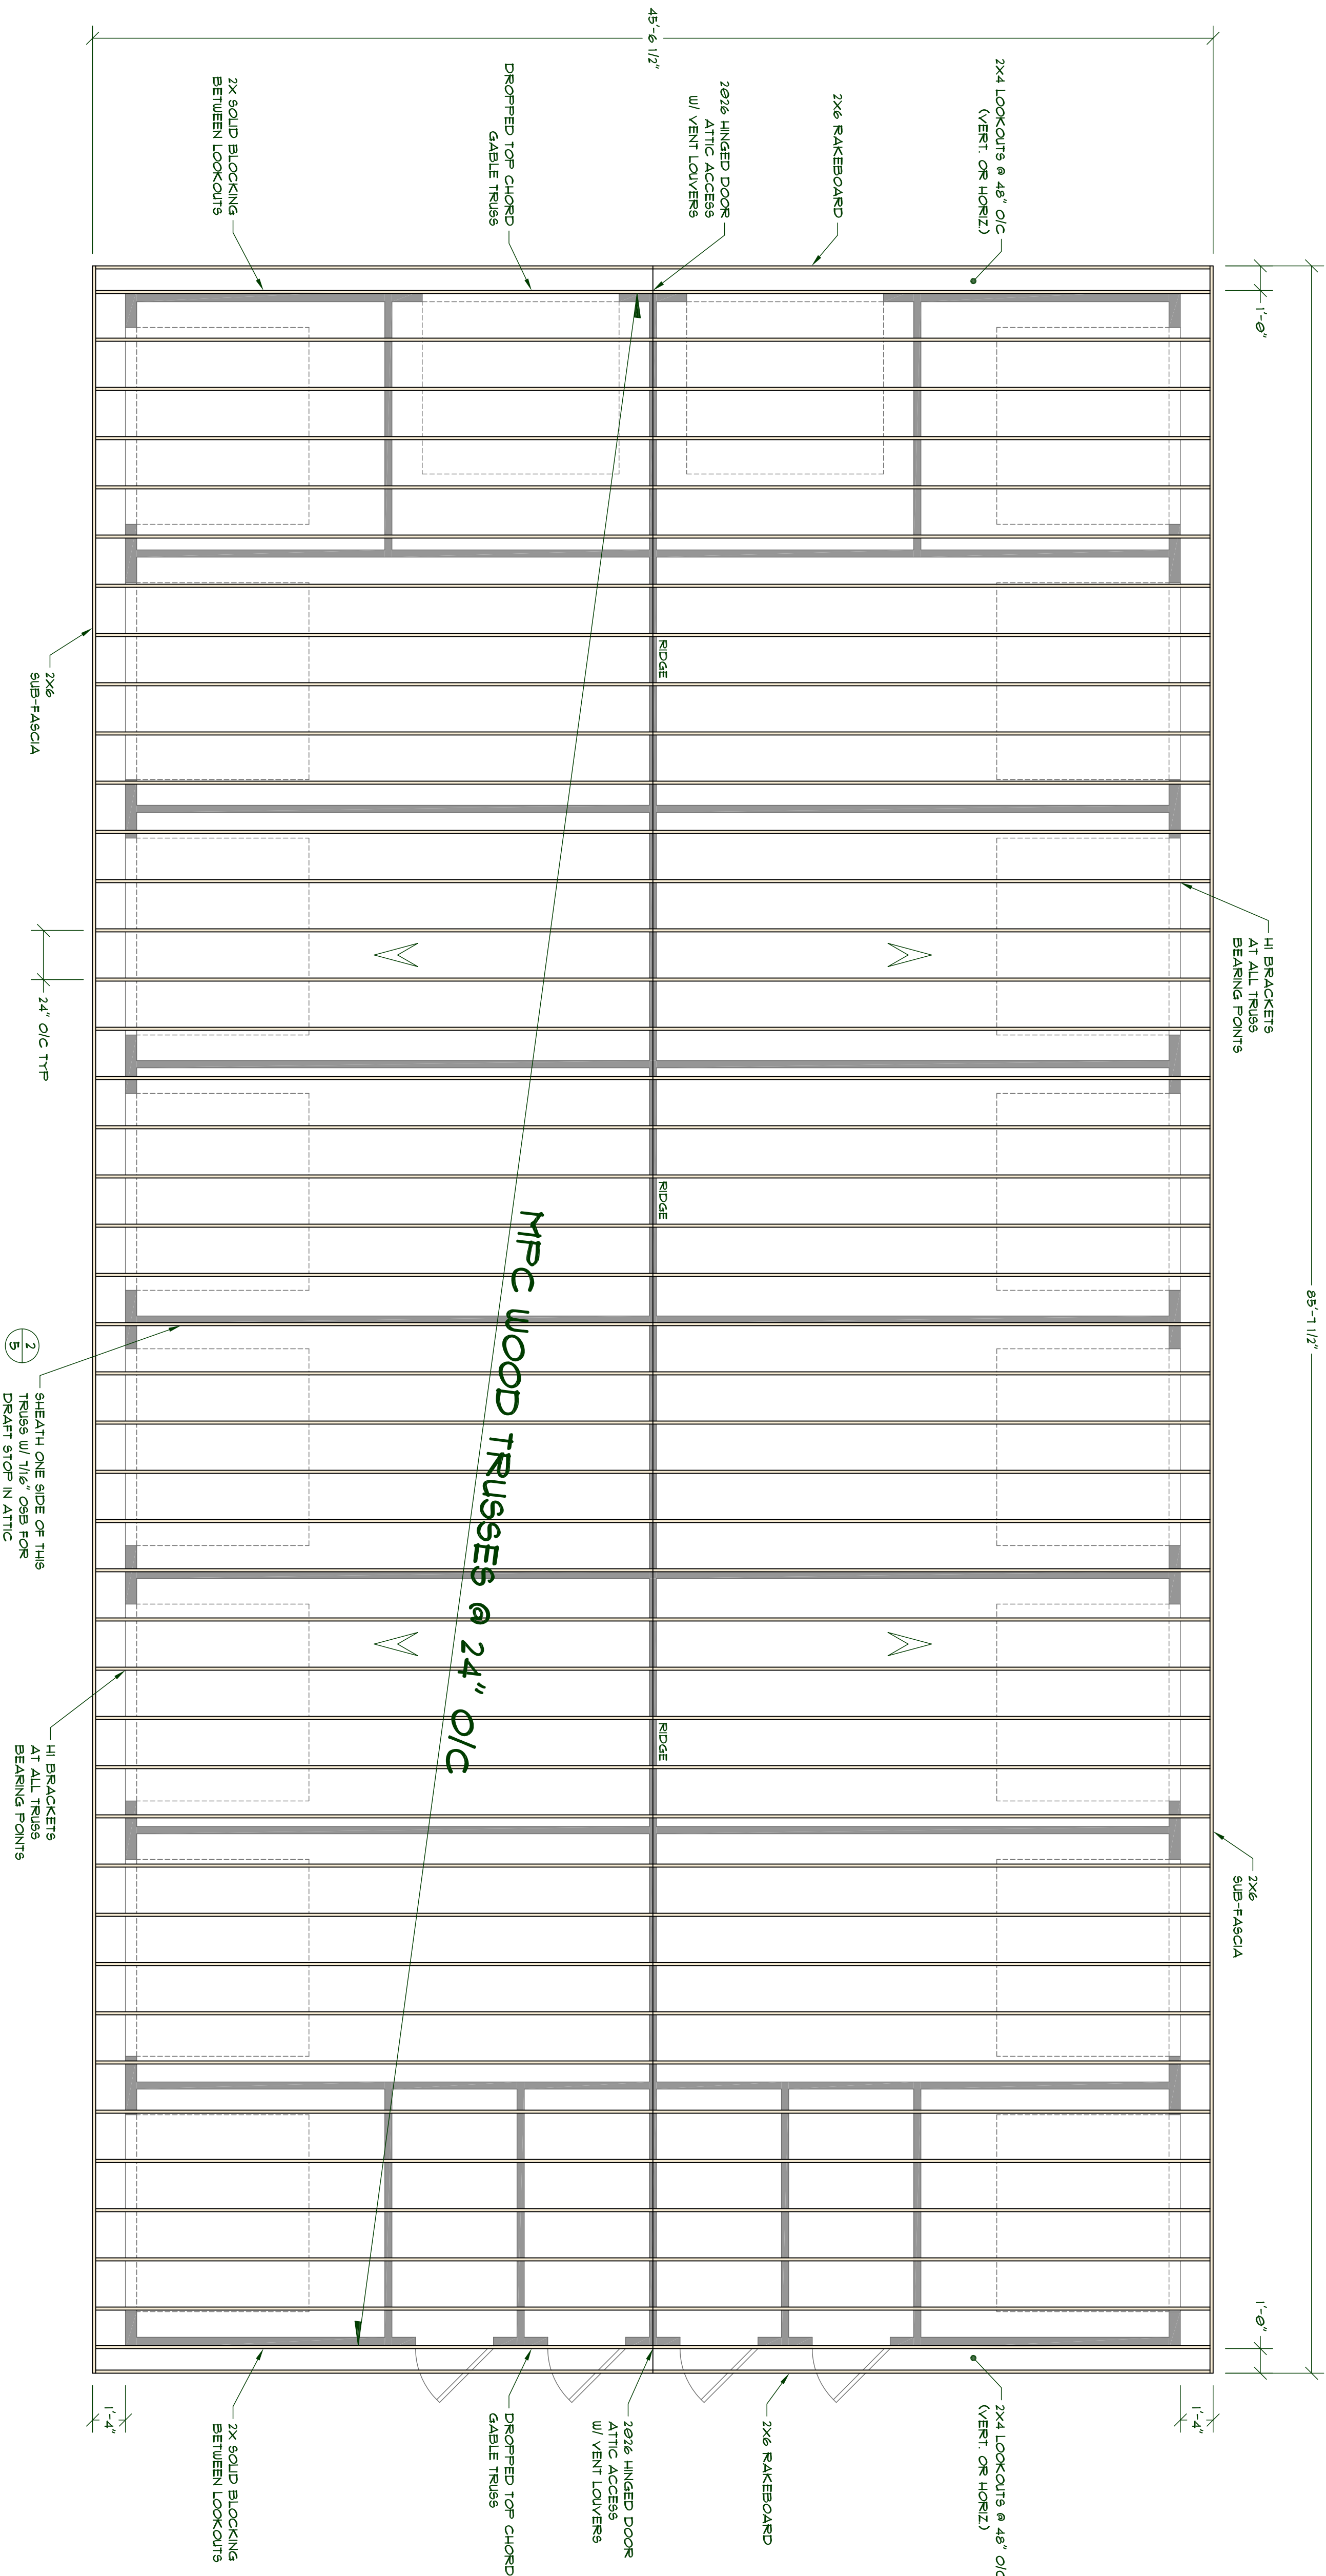 45'-6 1/2"
2X4 LOOKOUTS @ 48" O/C
(VERT. OR HORIZ.)
2X6 RAKEBOARD
2026 HINGED DOOR
ATTIC ACCESS
W/ VENT LOUVERS
DROPPED TOP CHORD
GABLE TRUSS
2X SOLID BLOCKING
BETWEEN LOOKOUTS
1'-0"
85'-7 1/2"
1'-0"
H1 BRACKETS
AT ALL TRUSS
BEARING POINTS
2X6
SUB-FASCIA
RIDGE
RIDGE
RIDGE
MPC WOOD TRUSSES @ 24" O/C
2X6
SUB-FASCIA
24" O/C TYP
2
5
SHEATH ONE SIDE OF THIS
TRUSS W/ 7/16" OSB FOR
DRAFT STOP IN ATTIC
H1 BRACKETS
AT ALL TRUSS
BEARING POINTS
1'-4"
1'-4"
2X4 LOOKOUTS @ 48" O/C
(VERT. OR HORIZ.)
2X6 RAKEBOARD
2026 HINGED DOOR
ATTIC ACCESS
W/ VENT LOUVERS
DROPPED TOP CHORD
GABLE TRUSS
2X SOLID BLOCKING
BETWEEN LOOKOUTS